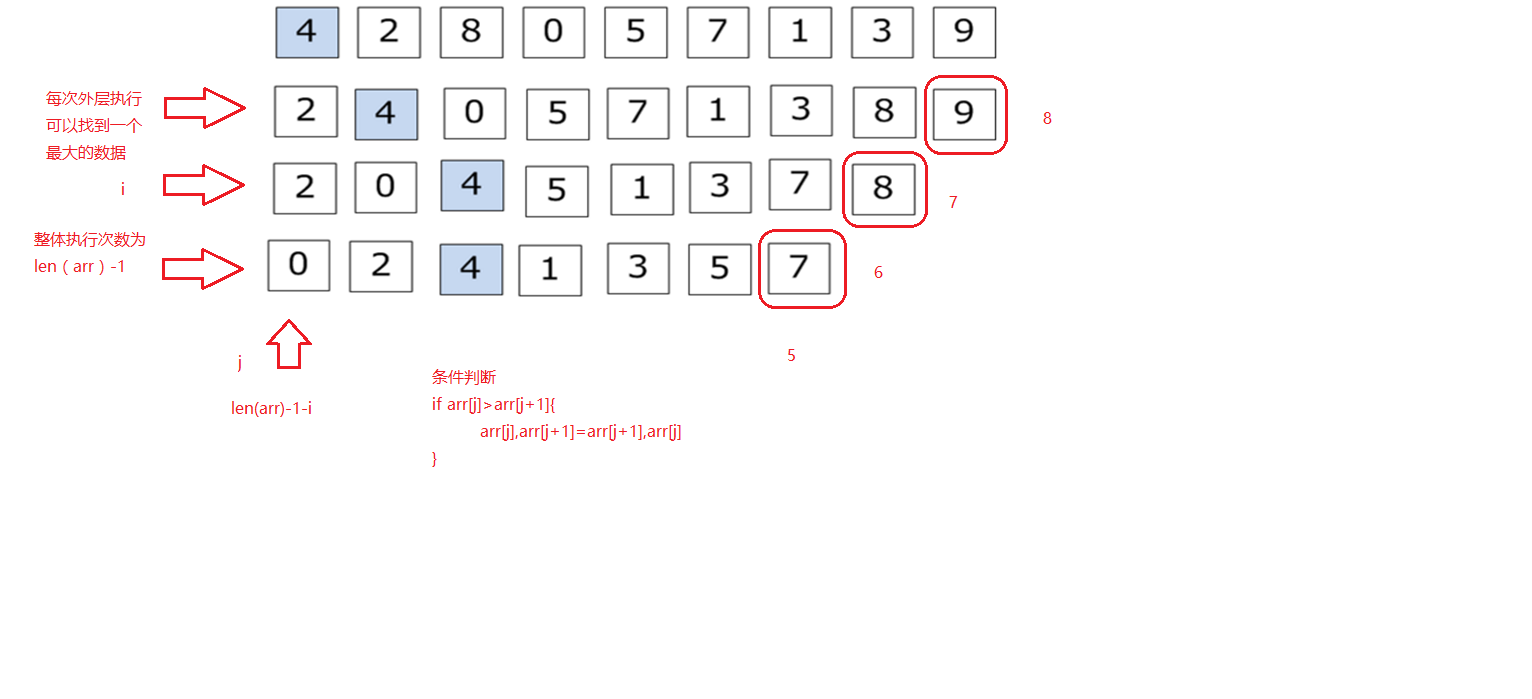 4 2 8 0 5 7 1 3 9
每次外层执行
可以找到一个
最大的数据
2 4 0 5 7 1 3 8 9
8
i
2 0 4 5 1 3 7 8
7
整体执行次数为
len（arr）-1
0 2 4 1 3 5 7
6
j
5
len(arr)-1-i
条件判断
if arr[j]>arr[j+1]{
arr[j],arr[j+1]=arr[j+1],arr[j]
}